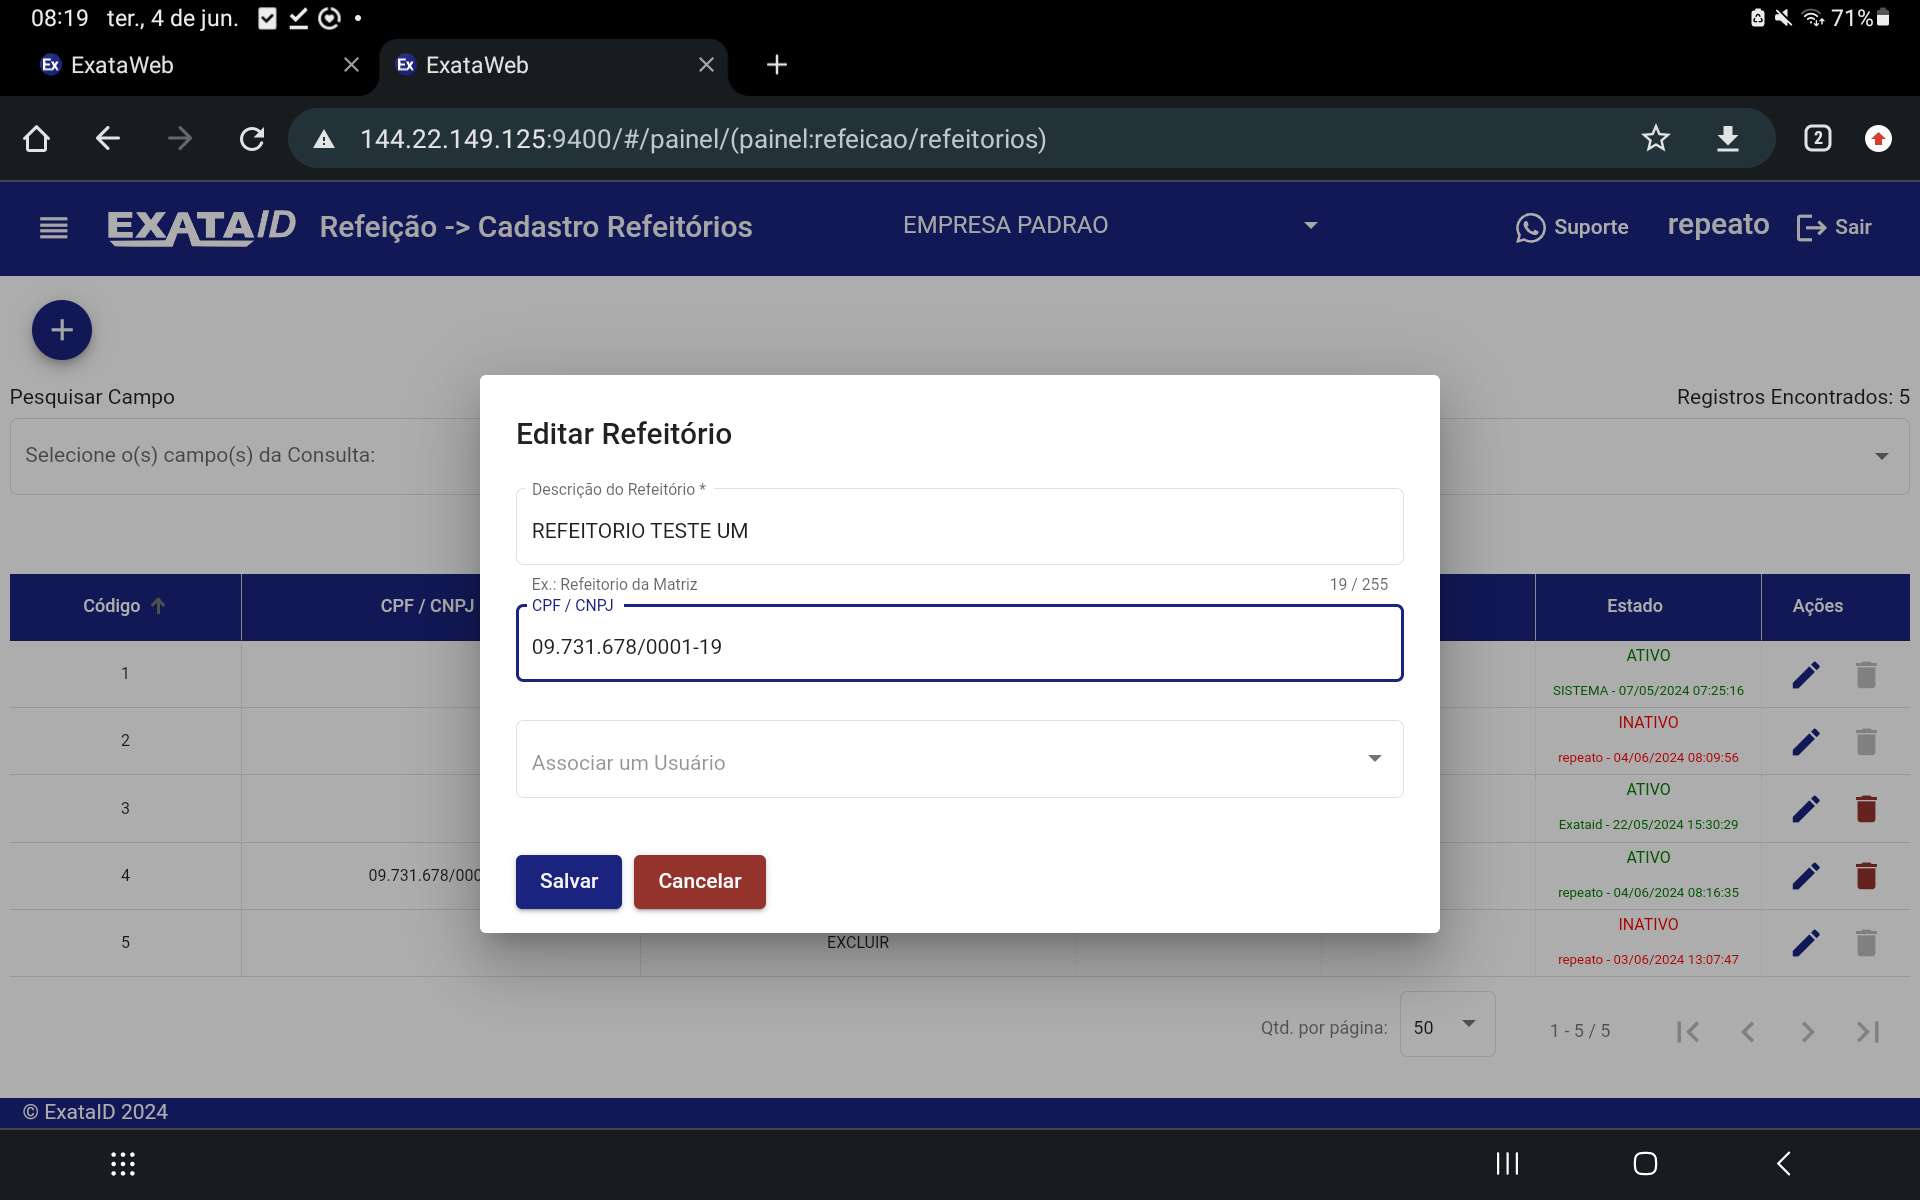 08:19 ter., 4 de jun. 71%
Ex ExataWeb Ex ExataWeb
144.22.149.125:9400/#/painel/(painel:refeicao/refeitorios) 2
EXATAID Refeição -> Cadastro Refeitórios EMPRESA PADRAO Suporte repeato Sair
Pesquisar Campo Registros Encontrados: 5
Selecione o(s) campo(s) da Consulta:
Editar Refeitório
Descrição do Refeitório *
REFEITORIO TESTE UM
Ex.: Refeitorio da Matriz 19 / 255
CPF / CNPJ
09.731.678/0001-19
Associar um Usuário
Salvar Cancelar
Código CPF / CNPJ Estado Ações
1 ATIVO
SISTEMA - 07/05/2024 07:25:16
2 INATIVO
repeato - 04/06/2024 08:09:56
3 ATIVO
Exataid - 22/05/2024 15:30:29
4 09.731.678/000 ATIVO
repeato - 04/06/2024 08:16:35
5 EXCLUIR INATIVO
repeato - 03/06/2024 13:07:47
Qtd. por página: 50 1 - 5 / 5
© ExataID 2024